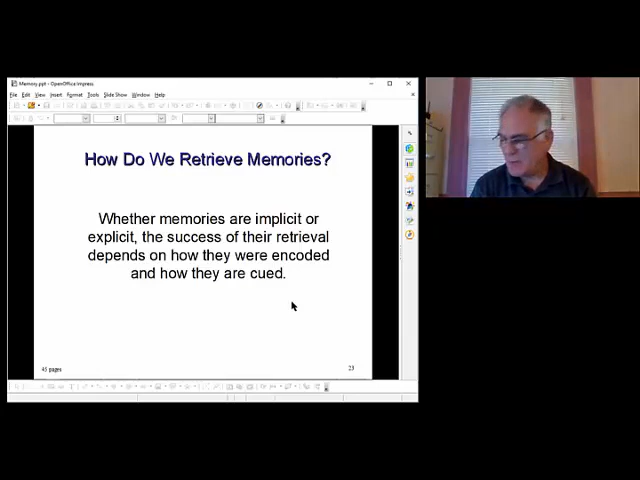 Memory.ppt - OpenOffice Impress
File Edit View Insert Format Tools Slide Show Window Help
How Do We Retrieve Memories?
Whether memories are implicit or
explicit, the success of their retrieval
depends on how they were encoded
and how they are cued.
45 pages
23